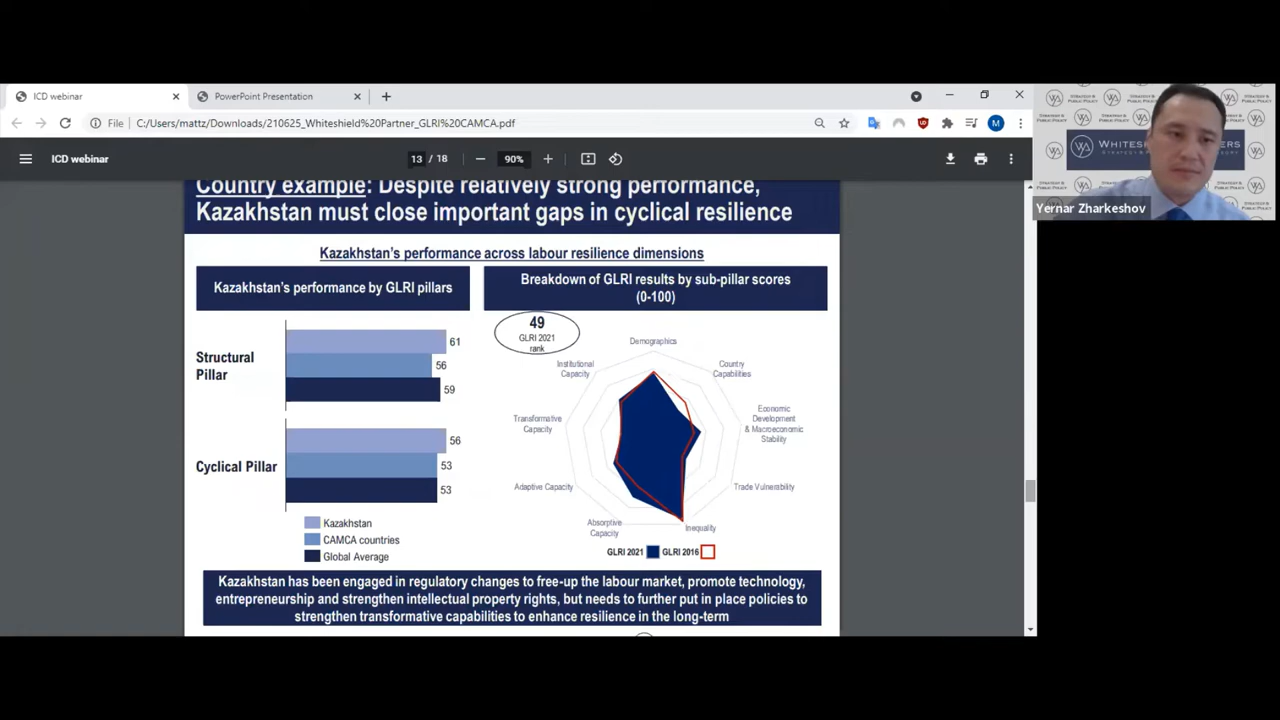 ICD webinar
PowerPoint Presentation
File
C:/Users/mattz/Downloads/210625_Whiteshield%20Partner_GLRI%20CAMCA.pdf
M
ICD webinar
13 / 18
90%
Country example: Despite relatively strong performance,
Kazakhstan must close important gaps in cyclical resilience
Kazakhstan's performance across labour resilience dimensions
Kazakhstan's performance by GLRI pillars
Structural
Pillar
61
56
59
Cyclical Pillar
56
53
53
Kazakhstan
CAMCA countries
Global Average
Breakdown of GLRI results by sub-pillar scores
(0-100)
49
GLRI 2021
rank
Demographics
Country
Capabilities
Economic
Development
& Macroeconomic
Stability
Trade Vulnerability
Inequality
Absorptive
Capacity
Adaptive Capacity
Transformative
Capacity
Institutional
Capacity
GLRI 2021
GLRI 2016
Kazakhstan has been engaged in regulatory changes to free-up the labour market, promote technology,
entrepreneurship and strengthen intellectual property rights, but needs to further put in place policies to
strengthen transformative capabilities to enhance resilience in the long-term
Yernar Zharkeshov